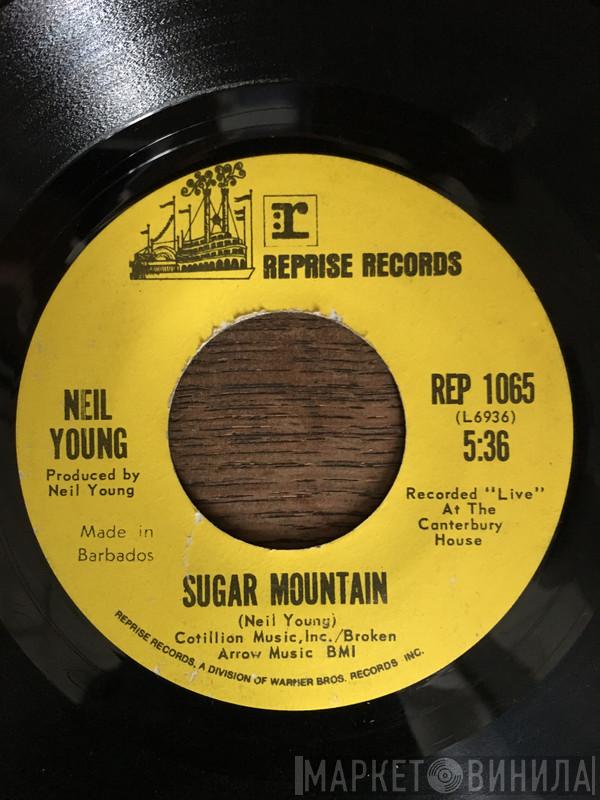 r
REPRISE RECORDS
NEIL
YOUNG
Produced by
Neil Young
Made in
Barbados
REP 1065
(L6936)
5:36
Recorded "Live"
At The
Canterbury
House
SUGAR MOUNTAIN
(Neil Young)
Cotillion Music,Inc./Broken
Arrow Music BMI
REPRISE RECORDS, A DIVISION OF WARNER BROS. RECORDS INC.
МАРКЕТ ВИНИЛА